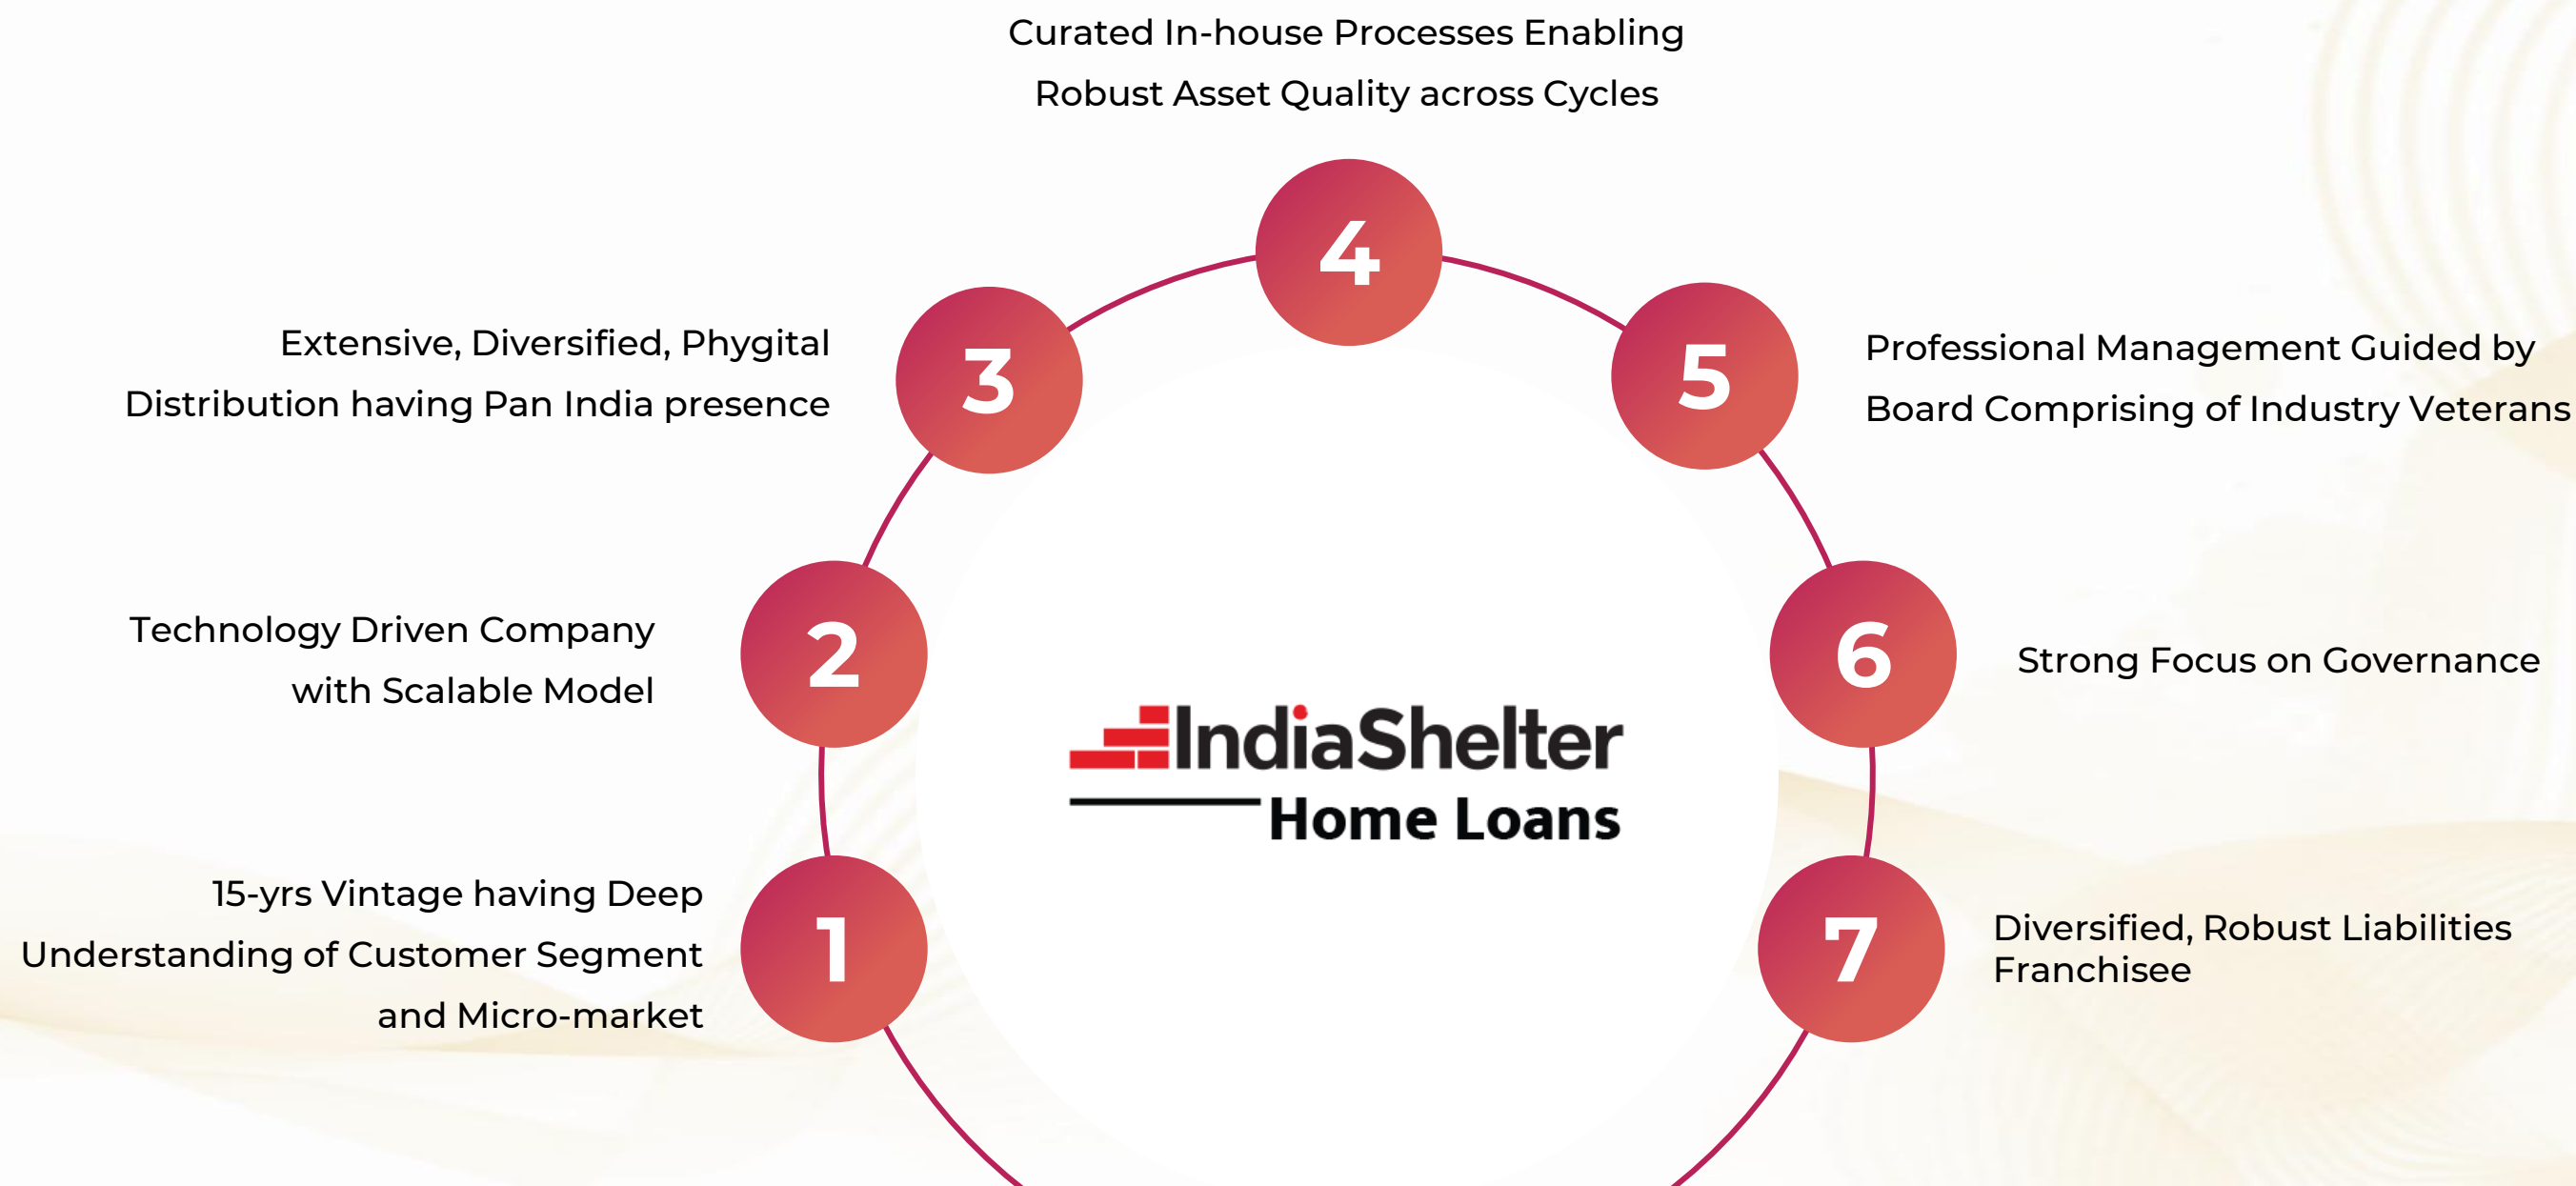 Curated In-house Processes Enabling
Robust Asset Quality across Cycles
4
3
Extensive, Diversified, Phygital
Distribution having Pan India presence
5
Professional Management Guided by
Board Comprising of Industry Veterans
2
Technology Driven Company
with Scalable Model
6
Strong Focus on Governance
IndiaShelter
Home Loans
1
15-yrs Vintage having Deep
Understanding of Customer Segment
and Micro-market
7
Diversified, Robust Liabilities
Franchisee